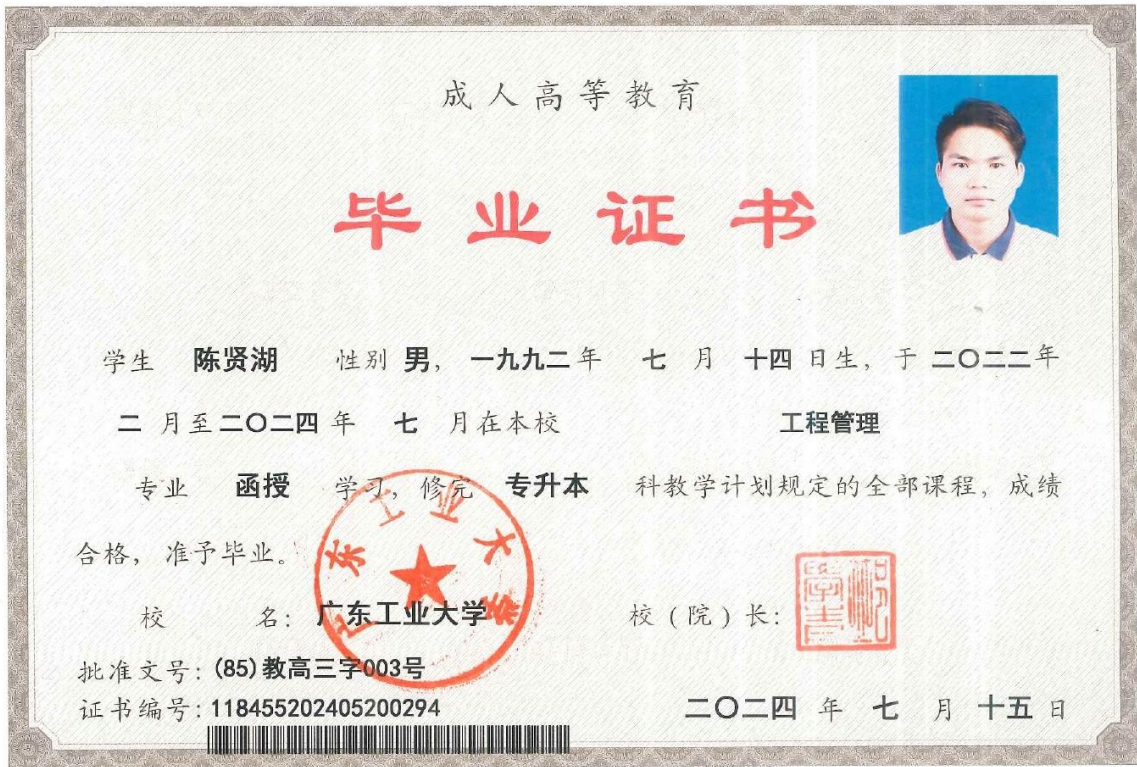 成人高等教育
毕业证书
学生 陈贤湖 性别 男， 一九九二 年 七 月 十四 日生，于 二〇二二年
二 月至 二〇二四 年 七 月在本校 工程管理
专业 函授 学习，修完 专升本 科教学计划规定的全部课程，成绩
合格，准予毕业。
广东工业大学
校 名：广东工业大学 校（院）长：
批准文号：(85)教高三字003号
证书编号：118455202405200294
二〇二四 年 七 月 十五 日